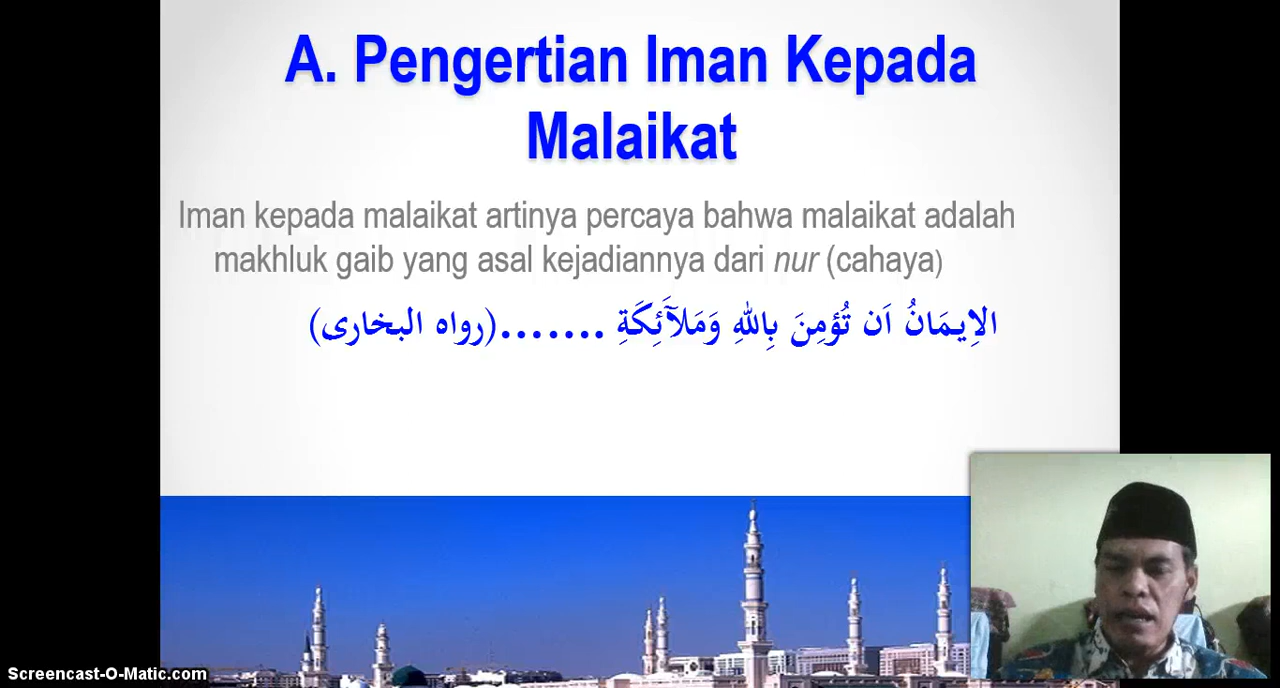 A. Pengertian Iman Kepada
Malaikat
Iman kepada malaikat artinya percaya bahwa malaikat adalah
makhluk gaib yang asal kejadiannya dari nur (cahaya)
الاِيـمَانُ اَن تُؤمِنَ بِاللهِ وَمَلآَئِكَةِ .......(رواه البخارى)
Screencast-O-Matic.com